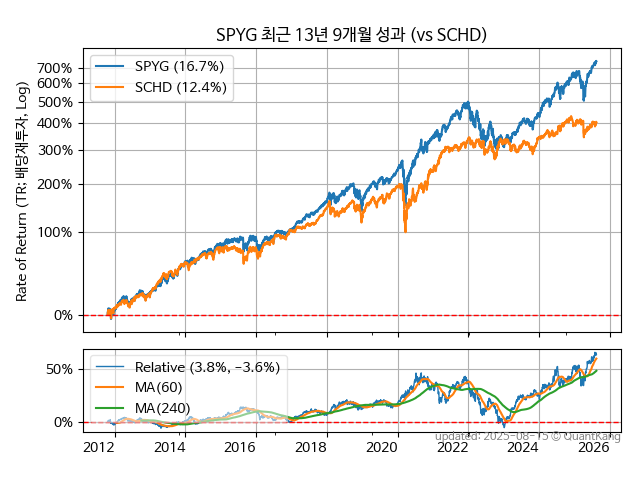 SPYG 최근 13년 9개월 성과 (vs SCHD)
Rate of Return (TR; 배당재투자, Log)
700%
600%
500%
400%
300%
200%
100%
0%
SPYG (16.7%)
SCHD (12.4%)
50%
0%
Relative (3.8%, −3.6%)
MA(60)
MA(240)
2012 2014 2016 2018 2020 2022 2024 2026
updated: 2025-08-15 © QuantKang